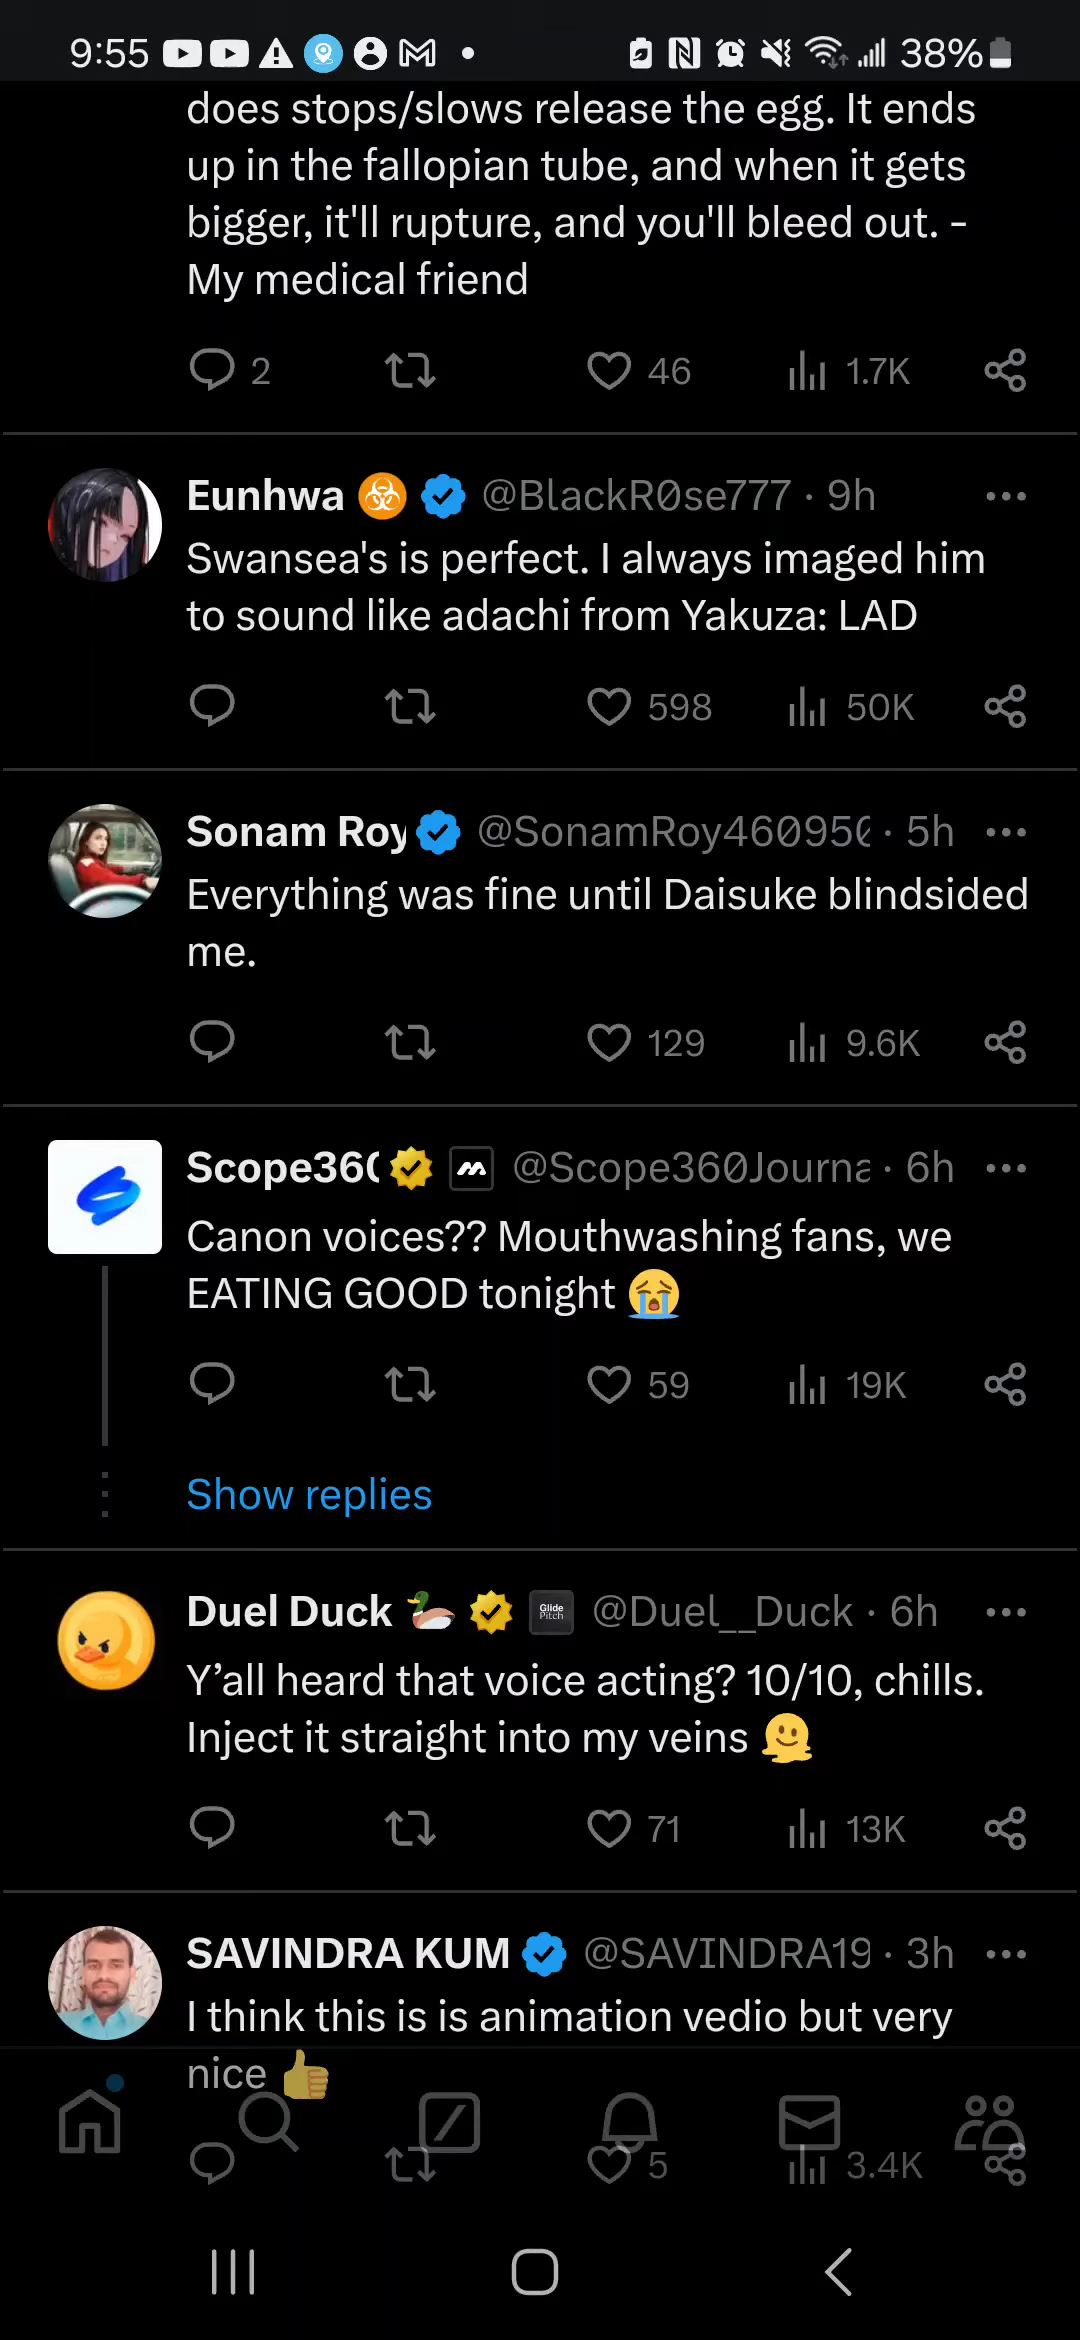 9:55
38%
does stops/slows release the egg. It ends
up in the fallopian tube, and when it gets
bigger, it'll rupture, and you'll bleed out. -
My medical friend
2
46
1.7K
Eunhwa @BlackR0se777 · 9h
Swansea's is perfect. I always imaged him
to sound like adachi from Yakuza: LAD
598
50K
Sonam Roy @SonamRoy460950 · 5h
Everything was fine until Daisuke blindsided
me.
129
9.6K
Scope360 @Scope360Journa · 6h
Canon voices?? Mouthwashing fans, we
EATING GOOD tonight 😭
59
19K
Show replies
Duel Duck 🦆 Glide Pitch @Duel__Duck · 6h
Y’all heard that voice acting? 10/10, chills.
Inject it straight into my veins 🫠
71
13K
SAVINDRA KUM @SAVINDRA19 · 3h
I think this is is animation vedio but very
nice 👍
5
3.4K